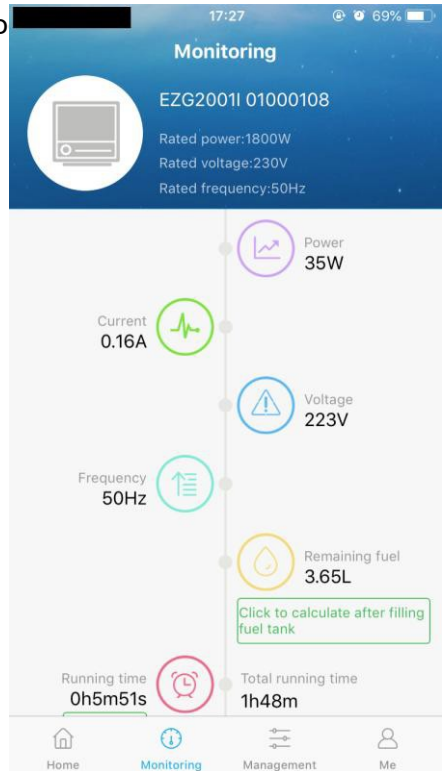 17:27
69%
Monitoring
EZG2001I 01000108
Rated power:1800W
Rated voltage:230V
Rated frequency:50Hz
Power
35W
Current
0.16A
Voltage
223V
Frequency
50Hz
Remaining fuel
3.65L
Click to calculate after filling
fuel tank
Running time
0h5m51s
Total running time
1h48m
Home
Monitoring
Management
Me